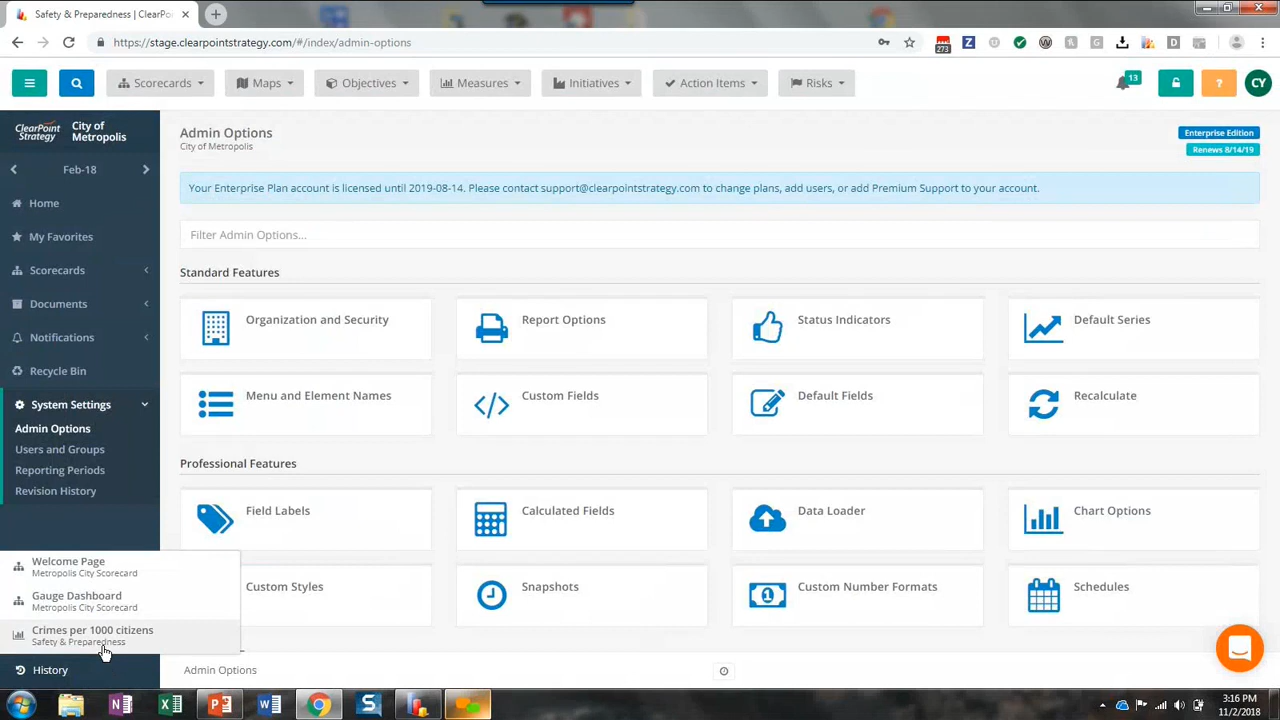 Safety & Preparedness | ClearPo
https://stage.clearpointstrategy.com/#/index/admin-options
273
Scorecards
Maps
Objectives
Measures
Initiatives
Action Items
Risks
13
?
CY
ClearPoint Strategy
City of Metropolis
Feb-18
Home
My Favorites
Scorecards
Documents
Notifications
Recycle Bin
System Settings
Admin Options
Users and Groups
Reporting Periods
Revision History
Welcome Page
Metropolis City Scorecard
Gauge Dashboard
Metropolis City Scorecard
Crimes per 1000 citizens
Safety & Preparedness
History
Admin Options
City of Metropolis
Enterprise Edition
Renews 8/14/19
Your Enterprise Plan account is licensed until 2019-08-14. Please contact support@clearpointstrategy.com to change plans, add users, or add Premium Support to your account.
Filter Admin Options...
Standard Features
Organization and Security
Report Options
Status Indicators
Default Series
Menu and Element Names
Custom Fields
Default Fields
Recalculate
Professional Features
Field Labels
Calculated Fields
Data Loader
Chart Options
Custom Styles
Snapshots
Custom Number Formats
Schedules
Admin Options
3:16 PM
11/2/2018